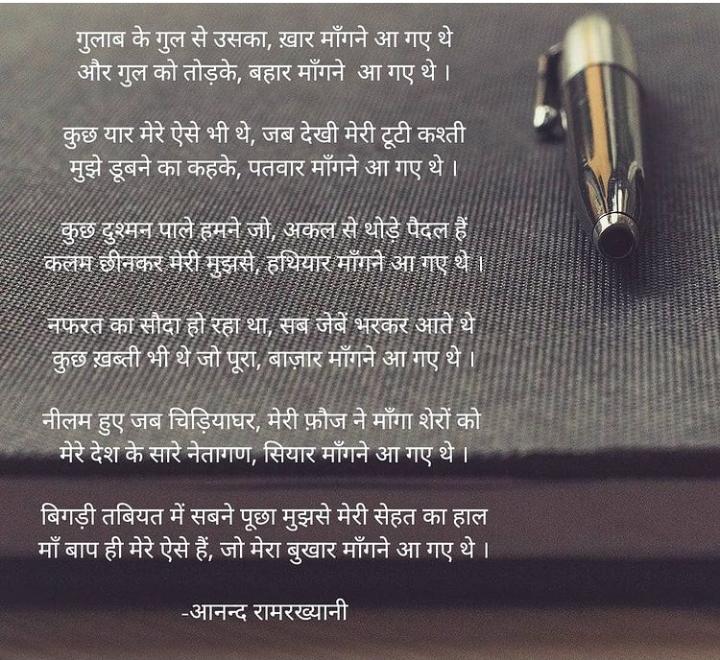 गुलाब के गुल से उसका, ख़ार माँगने आ गए थे
और गुल को तोड़के, बहार माँगने आ गए थे ।
कुछ यार मेरे ऐसे भी थे, जब देखी मेरी टूटी कश्ती
मुझे डूबने का कहके, पतवार माँगने आ गए थे ।
कुछ दुश्मन पाले हमने जो, अकल से थोड़े पैदल हैं
कलम छीनकर मेरी मुझसे, हथियार माँगने आ गए थे ।
नफरत का सौदा हो रहा था, सब जेबें भरकर आते थे
कुछ ख़ब्ती भी थे जो पूरा, बाज़ार माँगने आ गए थे ।
नीलम हुए जब चिड़ियाघर, मेरी फ़ौज ने माँगा शेरों को
मेरे देश के सारे नेतागण, सियार माँगने आ गए थे ।
बिगड़ी तबियत में सबने पूछा मुझसे मेरी सेहत का हाल
माँ बाप ही मेरे ऐसे हैं, जो मेरा बुखार माँगने आ गए थे ।
-आनन्द रामरख्यानी